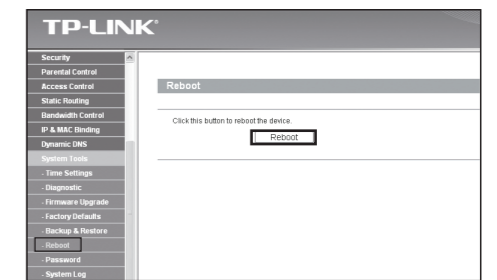 TP-LINK®
Security
Parental Control
Access Control
Static Routing
Bandwidth Control
IP & MAC Binding
Dynamic DNS
System Tools
- Time Settings
- Diagnostic
- Firmware Upgrade
- Factory Defaults
- Backup & Restore
- Reboot
- Password
- System Log
Reboot
Click this button to reboot the device.
Reboot